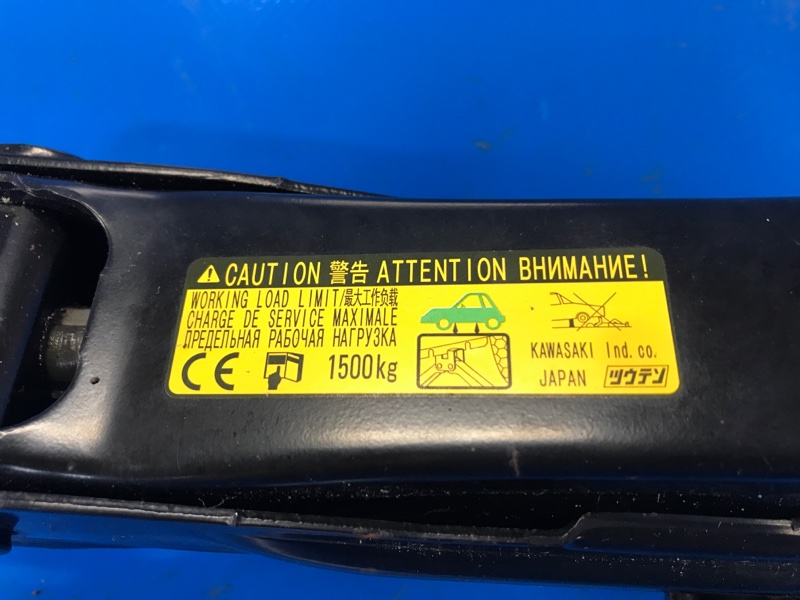 CAUTION 警告 ATTENTION ВНИМАНИЕ!
WORKING LOAD LIMIT/最大工作负载
CHARGE DE SERVICE MAXIMALE
ПРЕДЕЛЬНАЯ РАБОЧАЯ НАГРУЗКА
CE 1500kg
KAWASAKI Ind. co.
JAPAN ツウテン